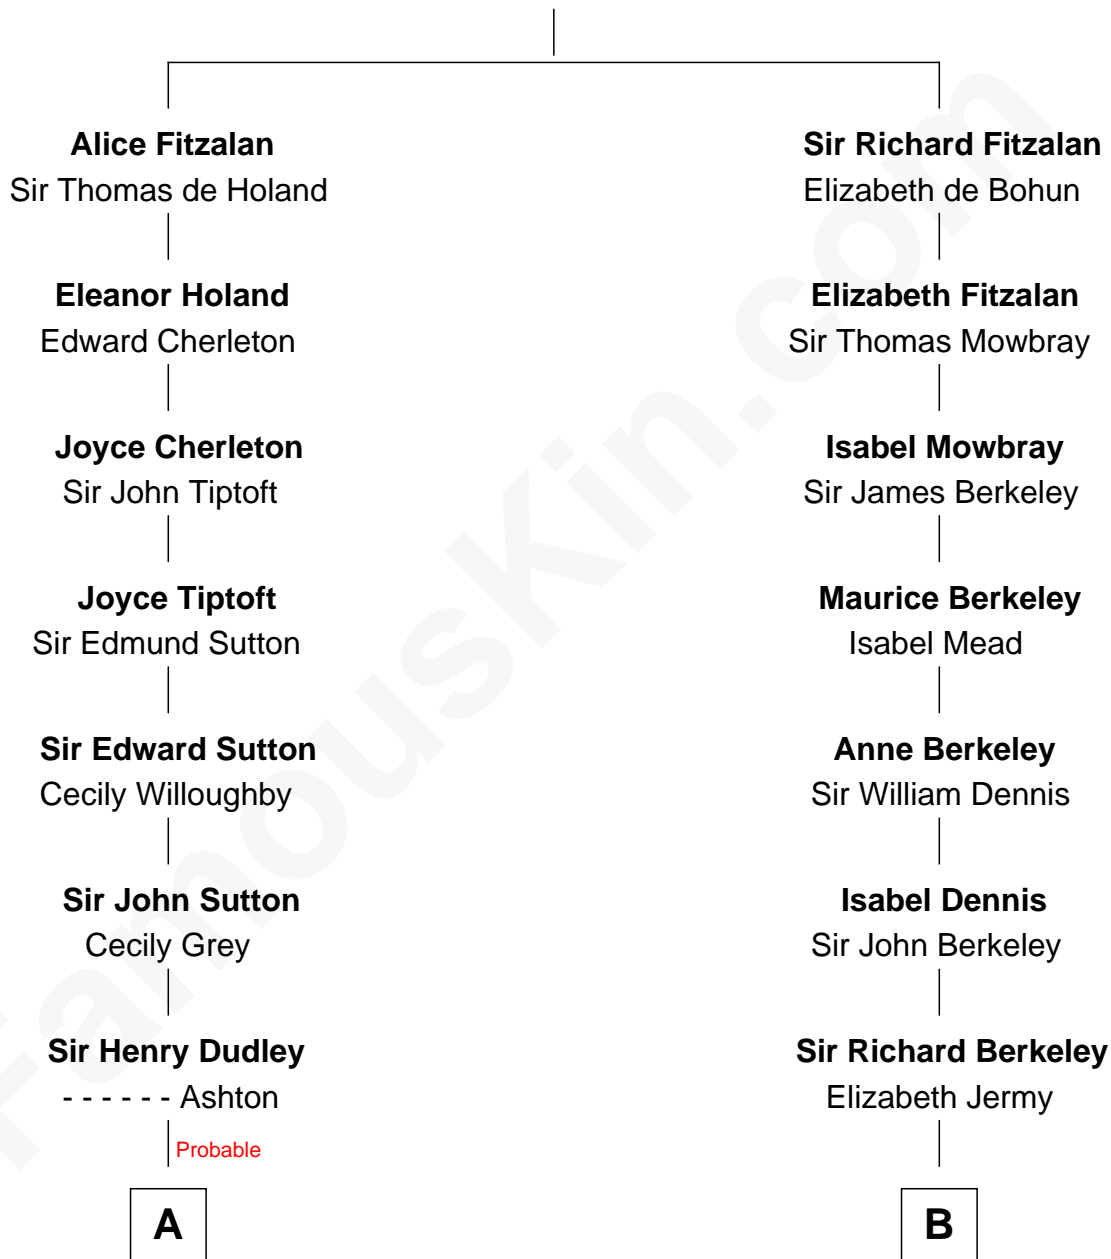 Alice Fitzalan
Sir Thomas de Holand
Eleanor Holand
Edward Cherleton
Joyce Cherleton
Sir John Tiptoft
Joyce Tiptoft
Sir Edmund Sutton
Sir Edward Sutton
Cecily Willoughby
Sir John Sutton
Cecily Grey
Sir Henry Dudley
- - - - - - Ashton
Probable
A
Sir Richard Fitzalan
Elizabeth de Bohun
Elizabeth Fitzalan
Sir Thomas Mowbray
Isabel Mowbray
Sir James Berkeley
Maurice Berkeley
Isabel Mead
Anne Berkeley
Sir William Dennis
Isabel Dennis
Sir John Berkeley
Sir Richard Berkeley
Elizabeth Jermy
B
FamousKin.com